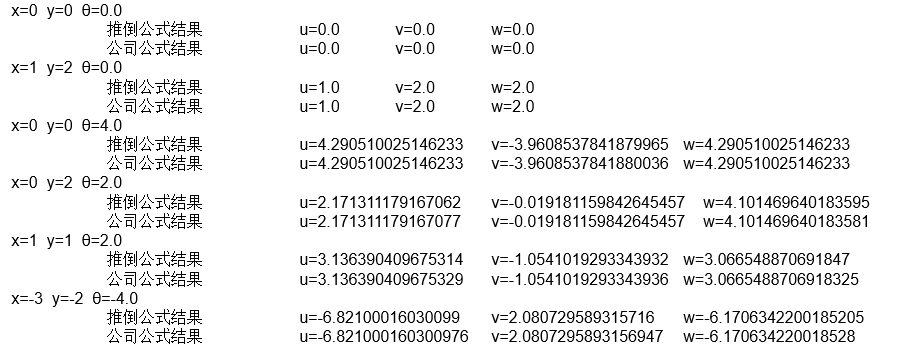 x=0 y=0 θ=0.0
推倒公式结果 u=0.0 v=0.0 w=0.0
公司公式结果 u=0.0 v=0.0 w=0.0
x=1 y=2 θ=0.0
推倒公式结果 u=1.0 v=2.0 w=2.0
公司公式结果 u=1.0 v=2.0 w=2.0
x=0 y=0 θ=4.0
推倒公式结果 u=4.290510025146233 v=-3.9608537841879965 w=4.290510025146233
公司公式结果 u=4.290510025146233 v=-3.9608537841880036 w=4.290510025146233
x=0 y=2 θ=2.0
推倒公式结果 u=2.171311179167062 v=-0.019181159842645457 w=4.101469640183595
公司公式结果 u=2.171311179167077 v=-0.019181159842645457 w=4.101469640183581
x=1 y=1 θ=2.0
推倒公式结果 u=3.136390409675314 v=-1.0541019293343932 w=3.066548870691847
公司公式结果 u=3.136390409675329 v=-1.0541019293343936 w=3.0665488706918325
x=-3 y=-2 θ=-4.0
推倒公式结果 u=-6.82100016030099 v=2.080729589315716 w=-6.1706342200185205
公司公式结果 u=-6.821000160300976 v=2.0807295893156947 w=-6.170634220018528